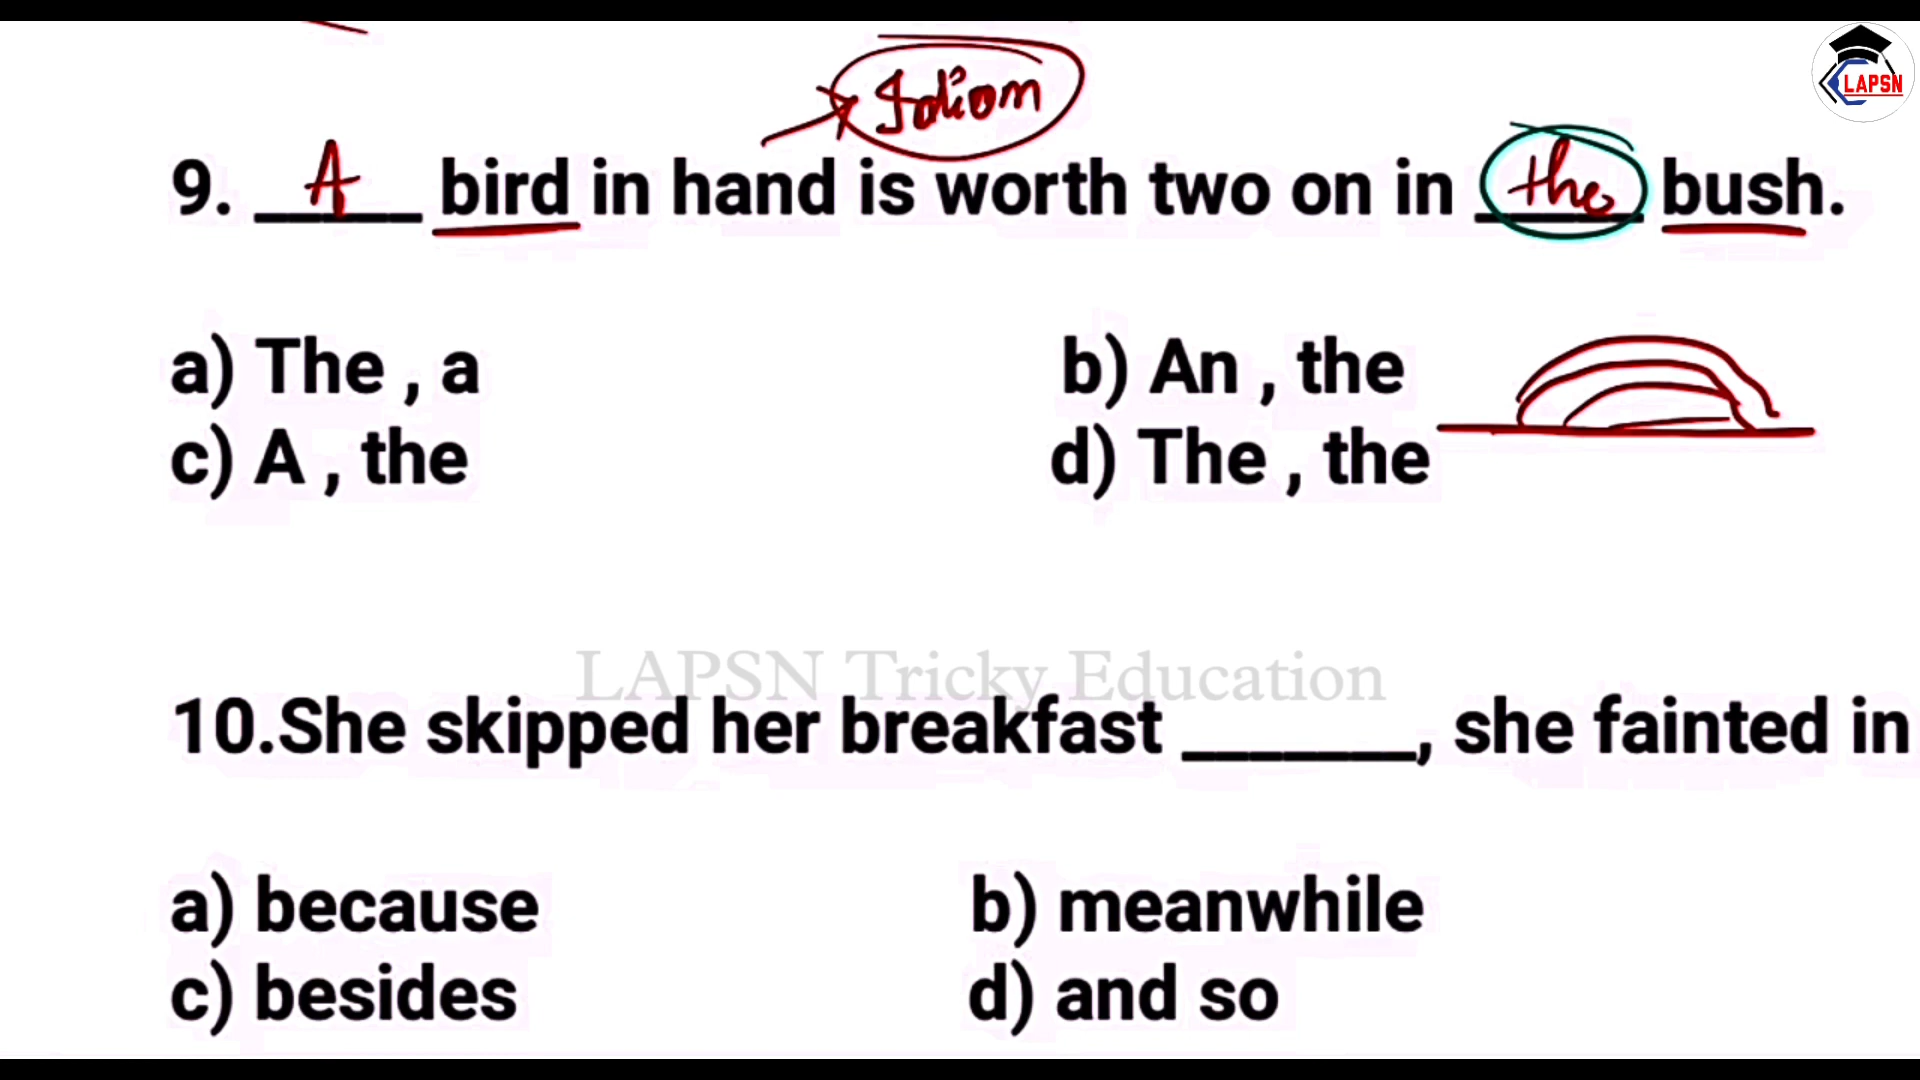 LAPSN
Idiom
9. A bird in hand is worth two on in the bush.
a) The , a
b) An , the
c) A , the
d) The , the
LAPSN Tricky Education
10.She skipped her breakfast _______, she fainted in
a) because
b) meanwhile
c) besides
d) and so